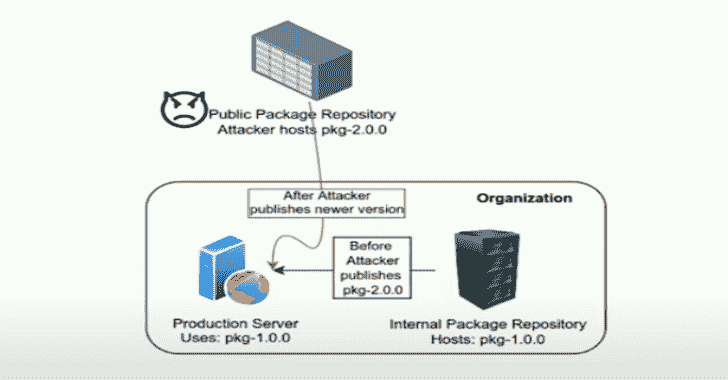 Public Package Repository
Attacker hosts pkg-2.0.0
After Attacker
publishes newer version
Organization
Before
Attacker
publishes
pkg-2.0.0
Production Server
Uses: pkg-1.0.0
Internal Package Repository
Hosts: pkg-1.0.0